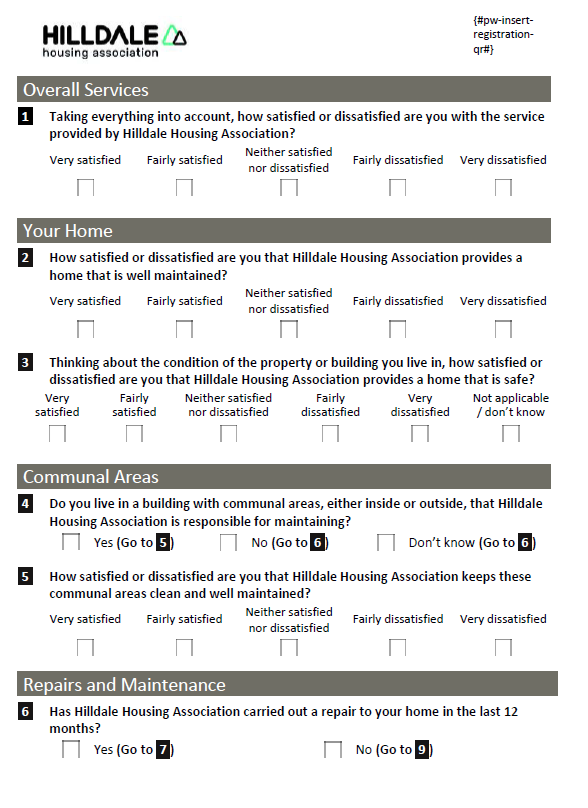 HILLDALE
housing association
{#pw-insert-
registration-
qr#}
Overall Services
1 Taking everything into account, how satisfied or dissatisfied are you with the service
provided by Hilldale Housing Association?
Very satisfied Fairly satisfied Neither satisfied nor dissatisfied Fairly dissatisfied Very dissatisfied
Your Home
2 How satisfied or dissatisfied are you that Hilldale Housing Association provides a
home that is well maintained?
Very satisfied Fairly satisfied Neither satisfied nor dissatisfied Fairly dissatisfied Very dissatisfied
3 Thinking about the condition of the property or building you live in, how satisfied or
dissatisfied are you that Hilldale Housing Association provides a home that is safe?
Very satisfied Fairly satisfied Neither satisfied nor dissatisfied Fairly dissatisfied Very dissatisfied Not applicable / don't know
Communal Areas
4 Do you live in a building with communal areas, either inside or outside, that Hilldale
Housing Association is responsible for maintaining?
Yes (Go to 5) No (Go to 6) Don't know (Go to 6)
5 How satisfied or dissatisfied are you that Hilldale Housing Association keeps these
communal areas clean and well maintained?
Very satisfied Fairly satisfied Neither satisfied nor dissatisfied Fairly dissatisfied Very dissatisfied
Repairs and Maintenance
6 Has Hilldale Housing Association carried out a repair to your home in the last 12
months?
Yes (Go to 7) No (Go to 9)